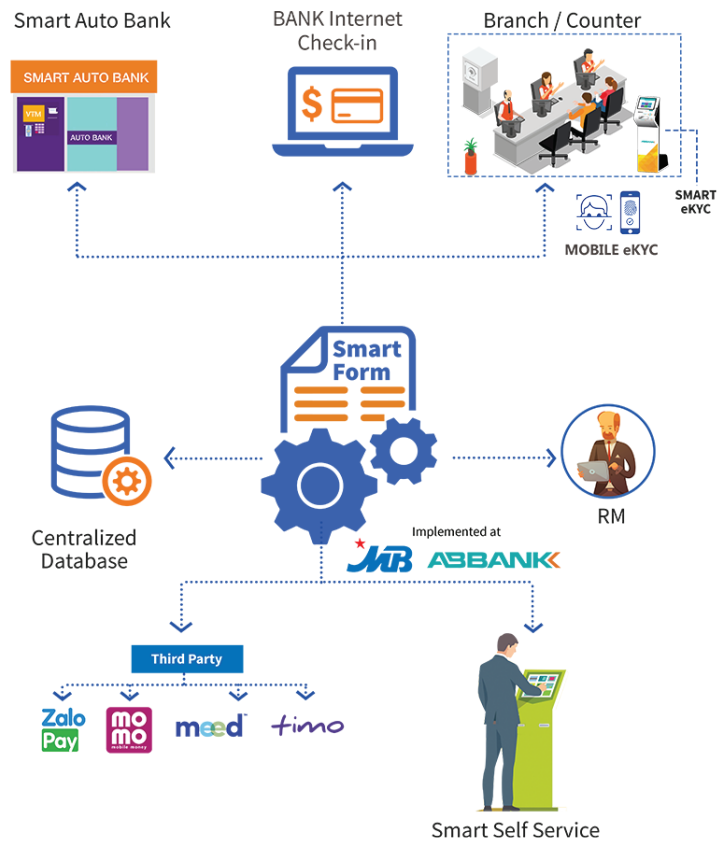 Smart Auto Bank
BANK Internet
Check-in
Branch / Counter
SMART AUTO BANK
VTM
AUTO BANK
$
SMART
eKYC
MOBILE eKYC
Smart
Form
Centralized
Database
RM
Implemented at
MB
ABBANK
Third Party
Zalo
Pay
mo
mo
mobile money
meed
timo
Smart Self Service